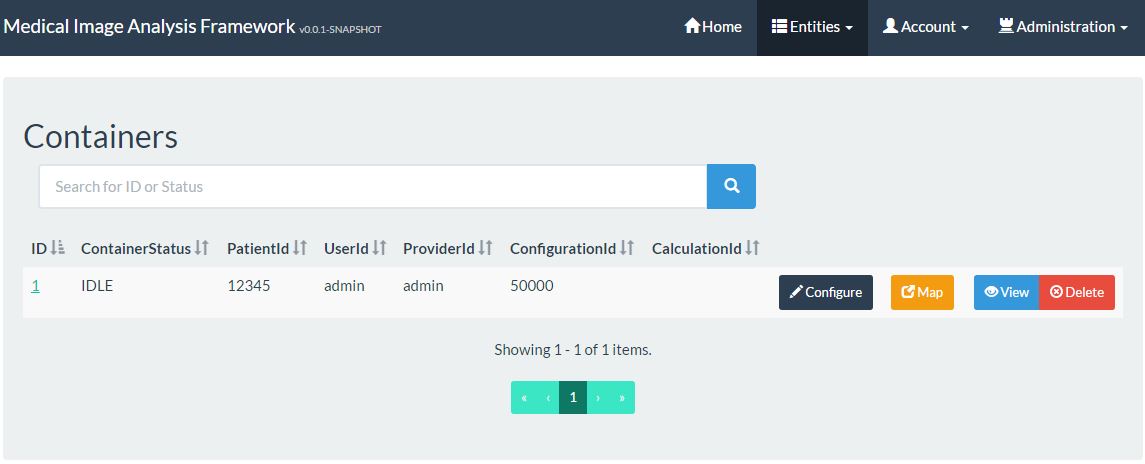 Medical Image Analysis Framework v0.0.1-SNAPSHOT Home Entities Account Administration
Containers
Search for ID or Status
ID ContainerStatus PatientId UserId ProviderId ConfigurationId CalculationId
1 IDLE 12345 admin admin 50000 Configure Map View Delete
Showing 1 - 1 of 1 items.
« ‹ 1 › »